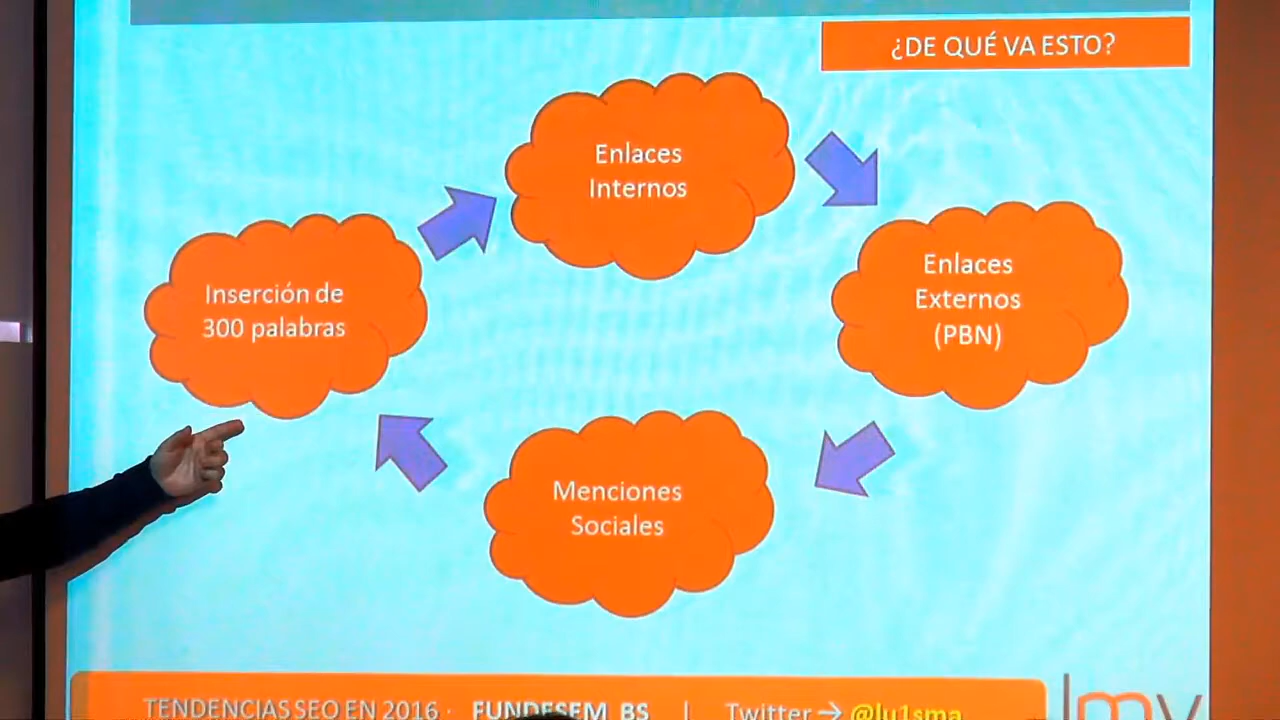 ¿DE QUÉ VA ESTO?
Enlaces
Internos
Inserción de
300 palabras
Enlaces
Externos
(PBN)
Menciones
Sociales
TENDENCIAS SEO EN 2016 · FUNDESEM BS | Twitter → @lu1sma
lmv